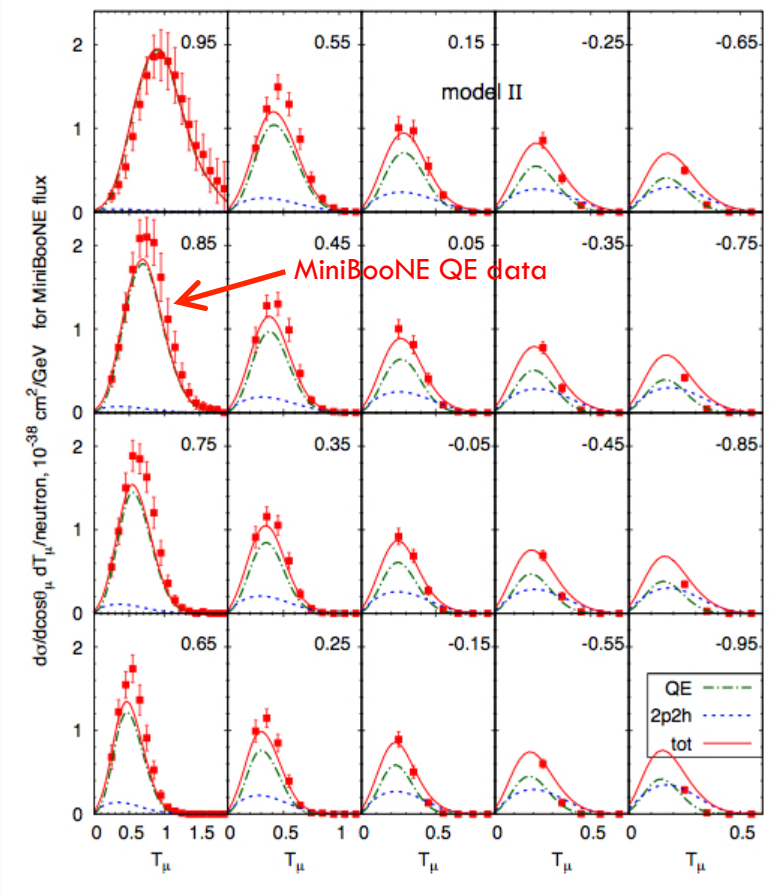 2 0.95 0.55 0.15 -0.25 -0.65
model II
1
0
2 0.85 0.45 0.05 -0.35 -0.75
MiniBooNE QE data
1
0
2 0.75 0.35 -0.05 -0.45 -0.85
1
0
2 0.65 0.25 -0.15 -0.55 -0.95
QE
2p2h
1 tot
0
0 0.5 1 1.5 0 0.5 1 0 0.5 0 0.5 0 0.5
Tμ Tμ Tμ Tμ Tμ
dσ/dcosθμ dTμ/neutron, 10⁻³⁸ cm²/GeV for MiniBooNE flux